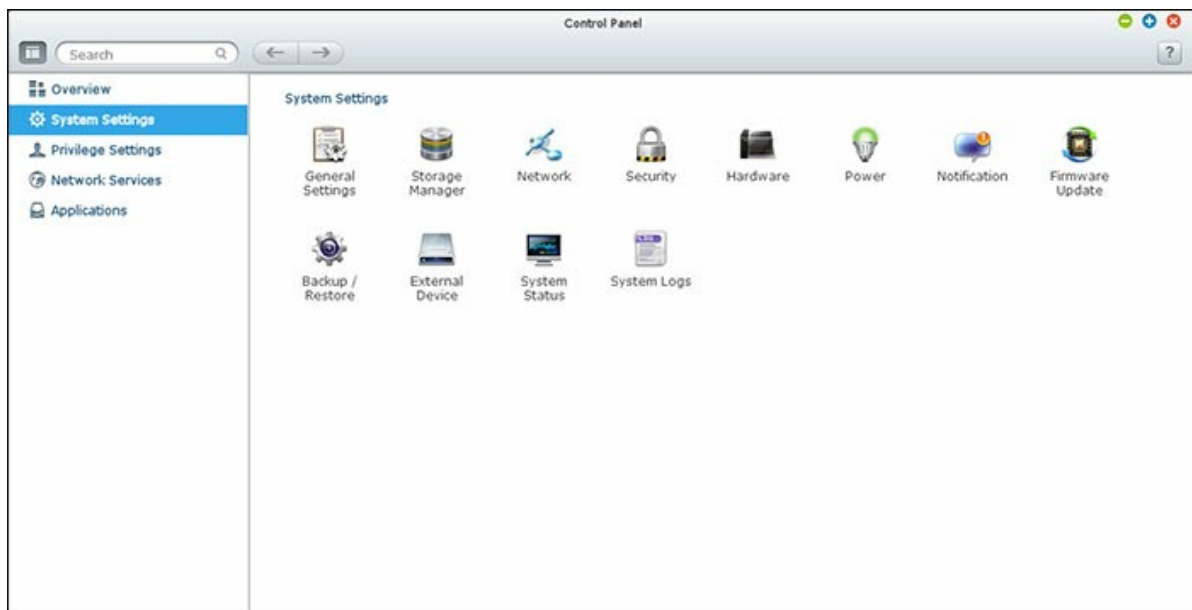 Control Panel
Search
?
Overview
System Settings
Privilege Settings
Network Services
Applications
System Settings
General
Settings
Storage
Manager
Network
Security
Hardware
Power
Notification
Firmware
Update
Backup /
Restore
External
Device
System
Status
System Logs